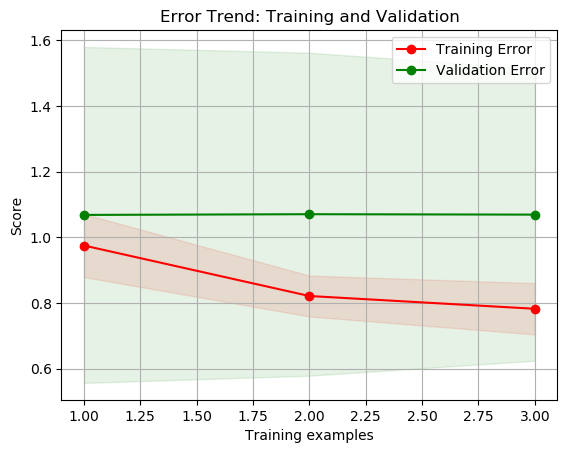 Error Trend: Training and Validation
Training Error
Validation Error
Score
1.6
1.4
1.2
1.0
0.8
0.6
1.00 1.25 1.50 1.75 2.00 2.25 2.50 2.75 3.00
Training examples